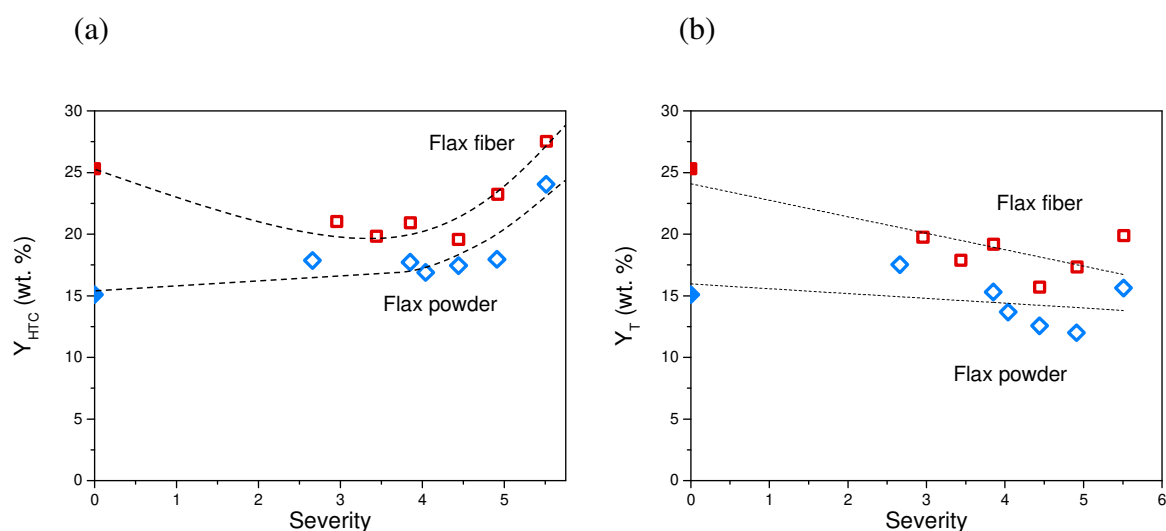 (a)
(b)
30
25
20
15
10
5
0
Y_HTC (wt. %)
Flax fiber
Flax powder
0 1 2 3 4 5
Severity
30
25
20
15
10
5
0
Y_T (wt. %)
Flax fiber
Flax powder
0 1 2 3 4 5 6
Severity